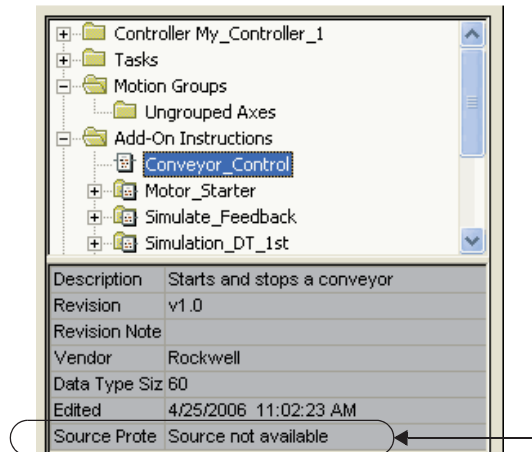 Controller My_Controller_1
Tasks
Motion Groups
Ungrouped Axes
Add-On Instructions
Conveyor_Control
Motor_Starter
Simulate_Feedback
Simulation_DT_1st
Description Starts and stops a conveyor
Revision v1.0
Revision Note
Vendor Rockwell
Data Type Siz 60
Edited 4/25/2006 11:02:23 AM
Source Prote Source not available